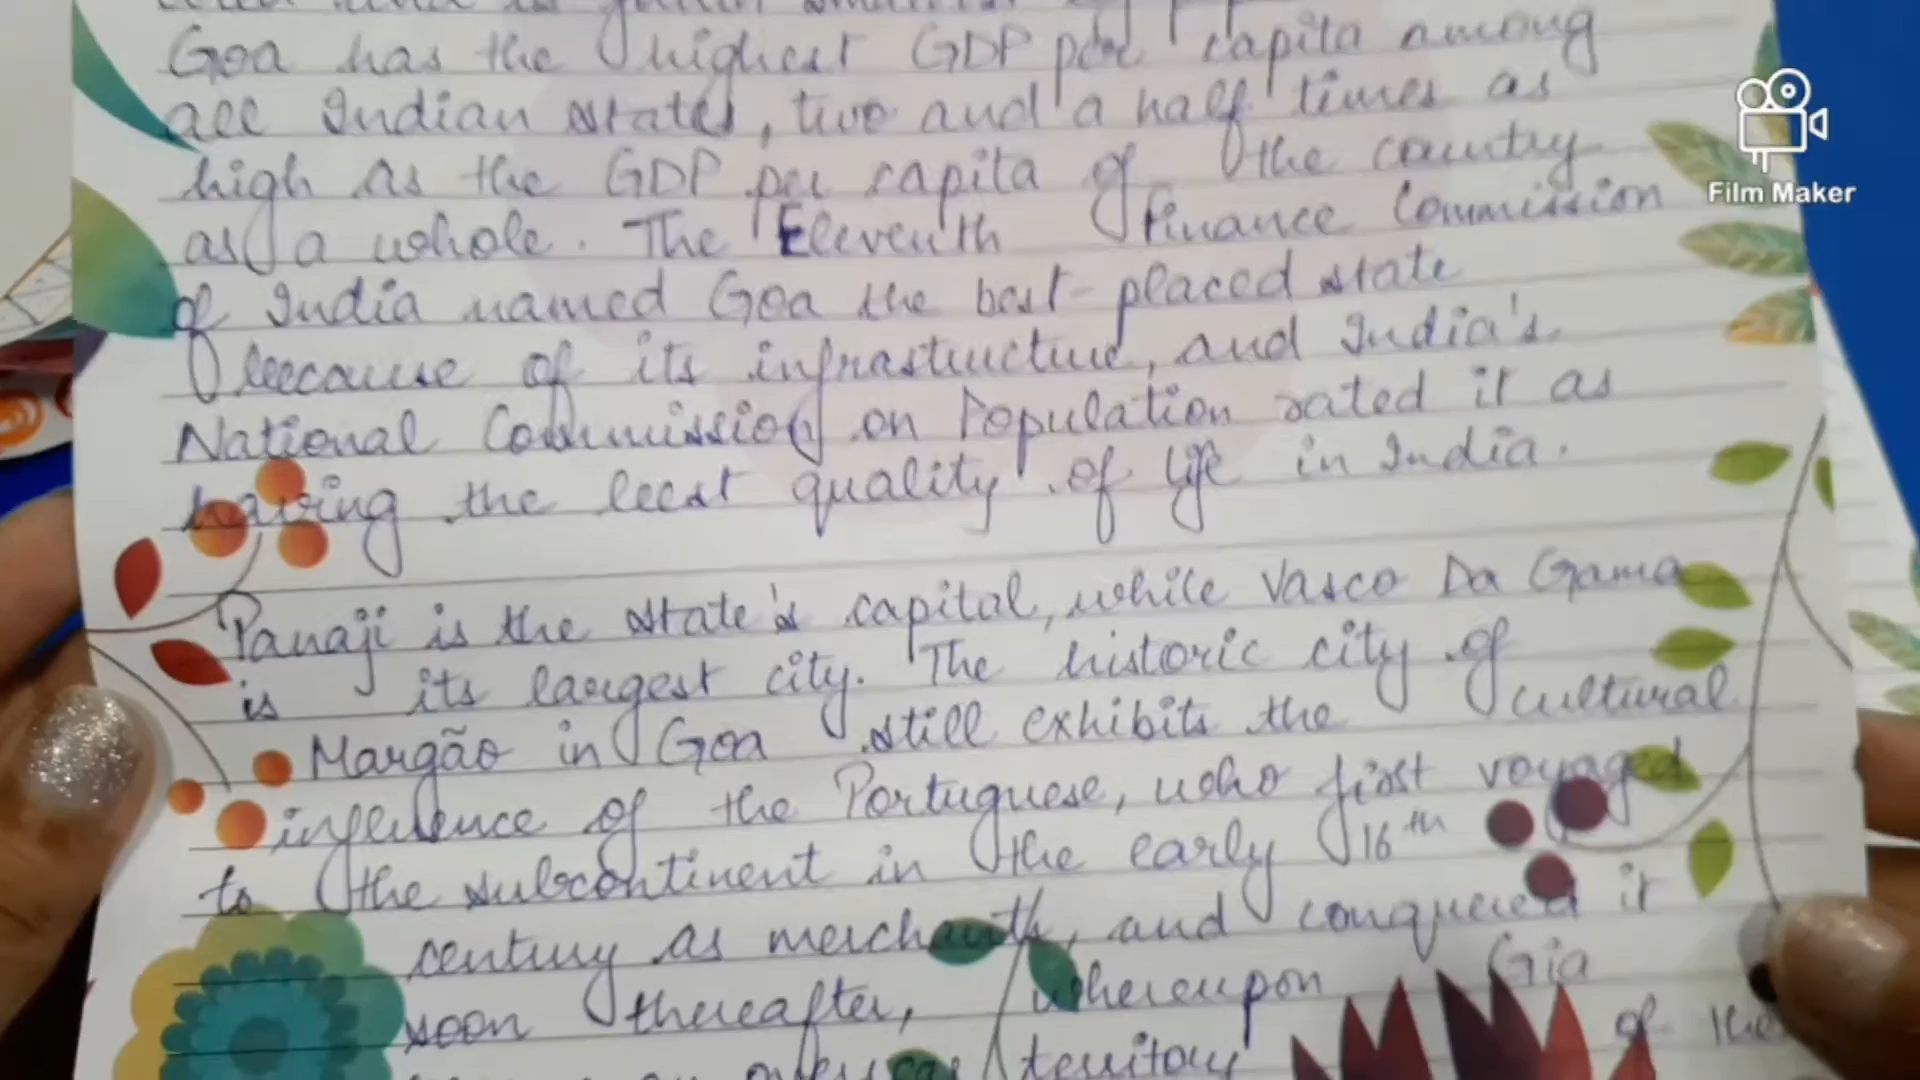 Goa has the highest GDP per capita among
all Indian states, two and a half times as
high as the GDP per capita of the country
as a whole. The Eleventh Finance Commission
of India named Goa the best-placed state
because of its infrastructure, and India's
National Commission on Population rated it as
having the best quality of life in India.
Panaji is the state's capital, while Vasco Da Gama
is its largest city. The historic city of
Margão in Goa still exhibits the cultural
influence of the Portuguese, who first voyaged
to the subcontinent in the early 16th
century as merchants, and conquered it
soon thereafter, whereupon Gia
overseas territory of the
Film Maker